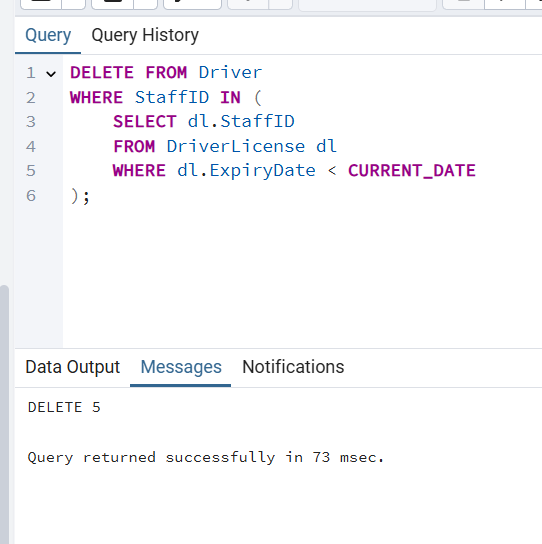 Query Query History
1 DELETE FROM Driver
2 WHERE StaffID IN (
3 SELECT dl.StaffID
4 FROM DriverLicense dl
5 WHERE dl.ExpiryDate < CURRENT_DATE
6 );
Data Output Messages Notifications
DELETE 5
Query returned successfully in 73 msec.